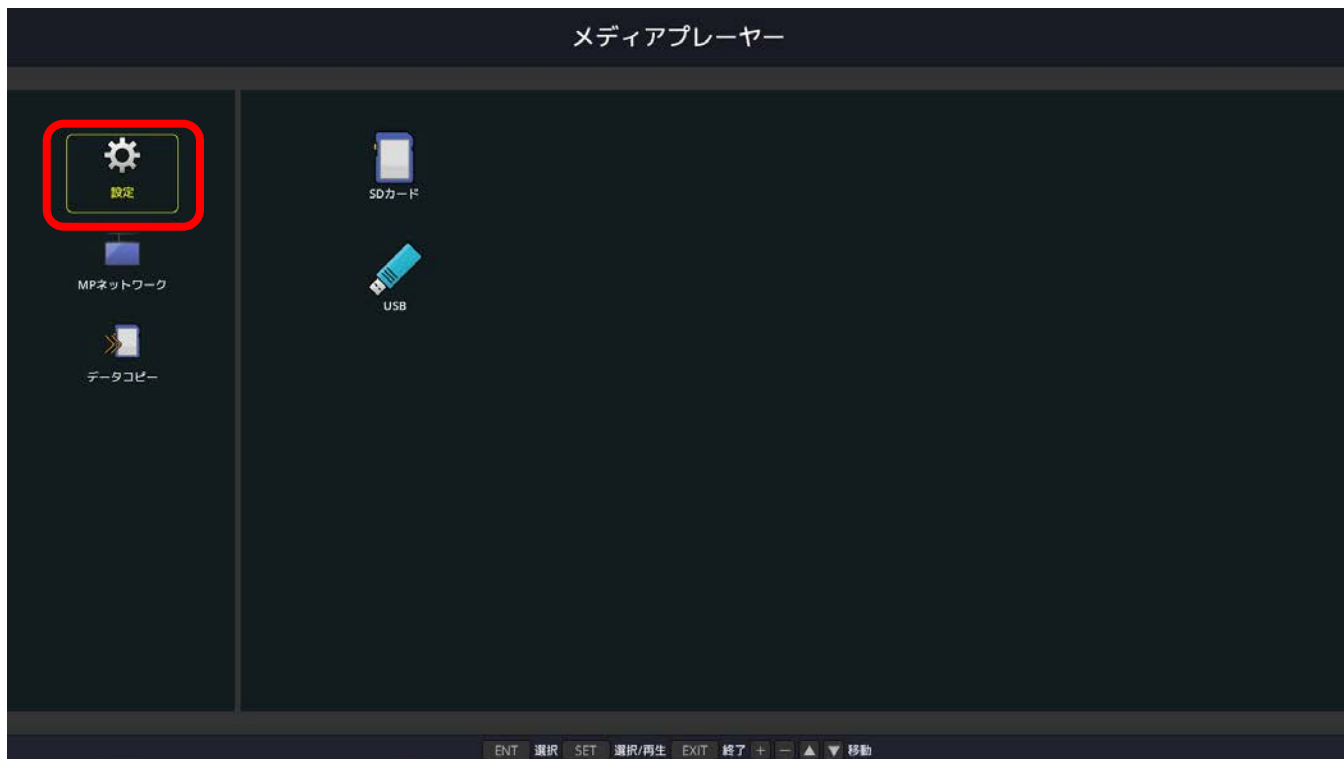 メディアプレーヤー
設定
MPネットワーク
データコピー
SDカード
USB
ENT 選択 SET 選択/再生 EXIT 終了 + − ▲ ▼ 移動